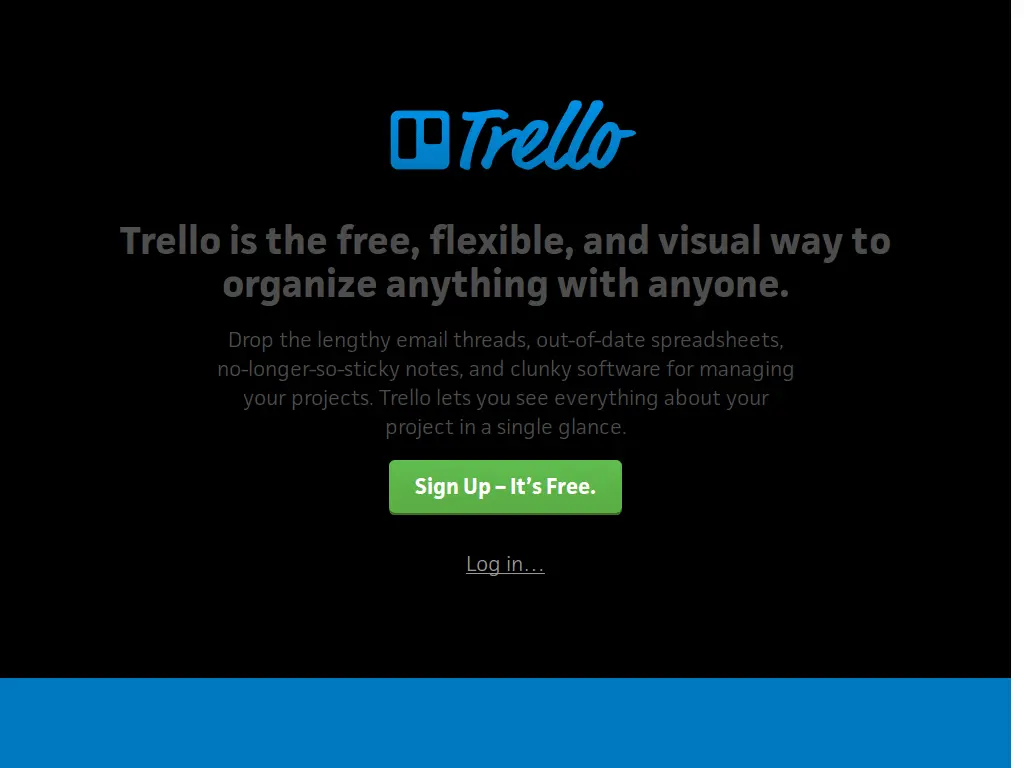 Trello
Trello is the free, flexible, and visual way to
organize anything with anyone.
Drop the lengthy email threads, out-of-date spreadsheets,
no-longer-so-sticky notes, and clunky software for managing
your projects. Trello lets you see everything about your
project in a single glance.
Sign Up – It’s Free.
Log in…